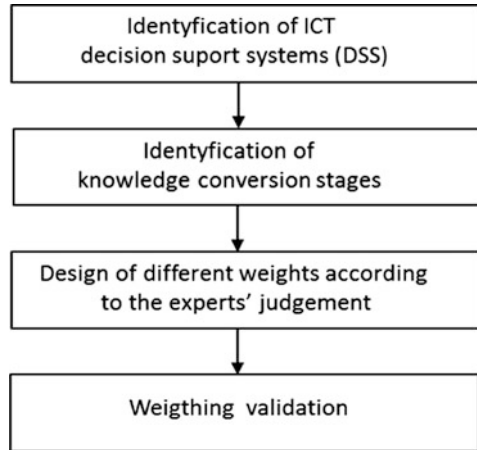 Identyfication of ICT
decision suport systems (DSS)
Identyfication of
knowledge conversion stages
Design of different weights according
to the experts’ judgement
Weigthing validation